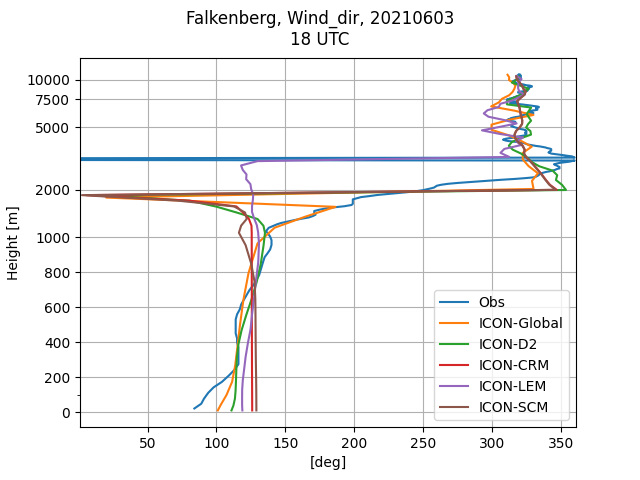 Falkenberg, Wind_dir, 20210603
18 UTC
10000
7500
5000
2000
1000
800
600
400
200
0
Height [m]
Obs
ICON-Global
ICON-D2
ICON-CRM
ICON-LEM
ICON-SCM
50 100 150 200 250 300 350
[deg]